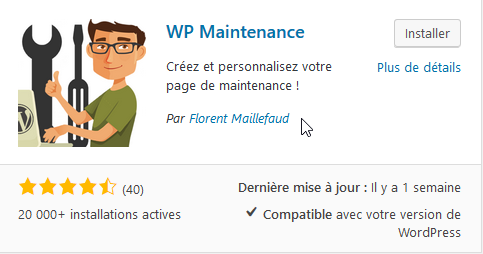 WP Maintenance
Installer
Créez et personnalisez votre
page de maintenance !
Plus de détails
Par Florent Maillefaud
(40)
Dernière mise à jour : Il y a 1 semaine
20 000+ installations actives
Compatible avec votre version de
WordPress